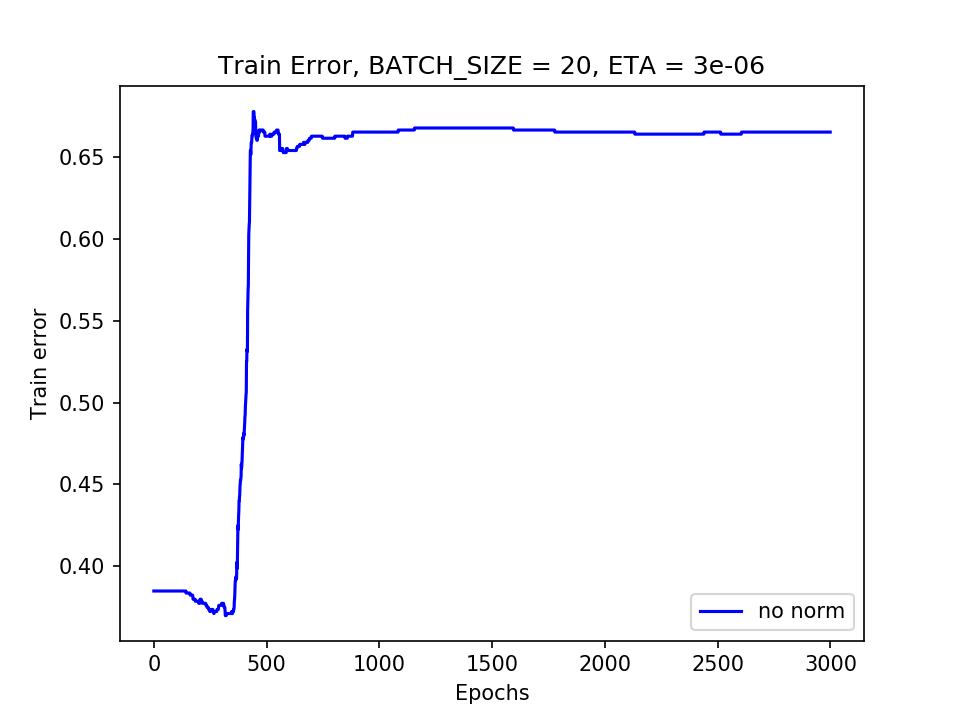 Train Error, BATCH_SIZE = 20, ETA = 3e-06
Train error
0.65
0.60
0.55
0.50
0.45
0.40
no norm
0 500 1000 1500 2000 2500 3000
Epochs